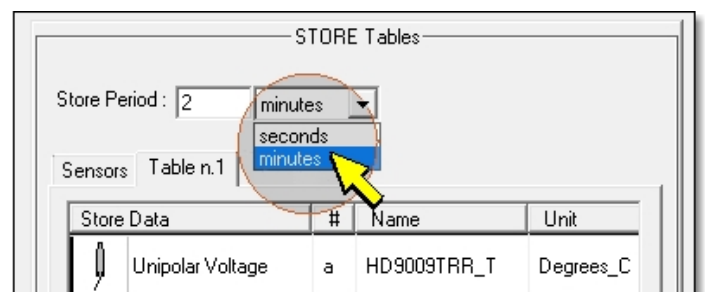 STORE Tables
Store Period : 2 minutes
seconds
minutes
Sensors Table n.1
Store Data # Name Unit
Unipolar Voltage a HD9009TRR_T Degrees_C